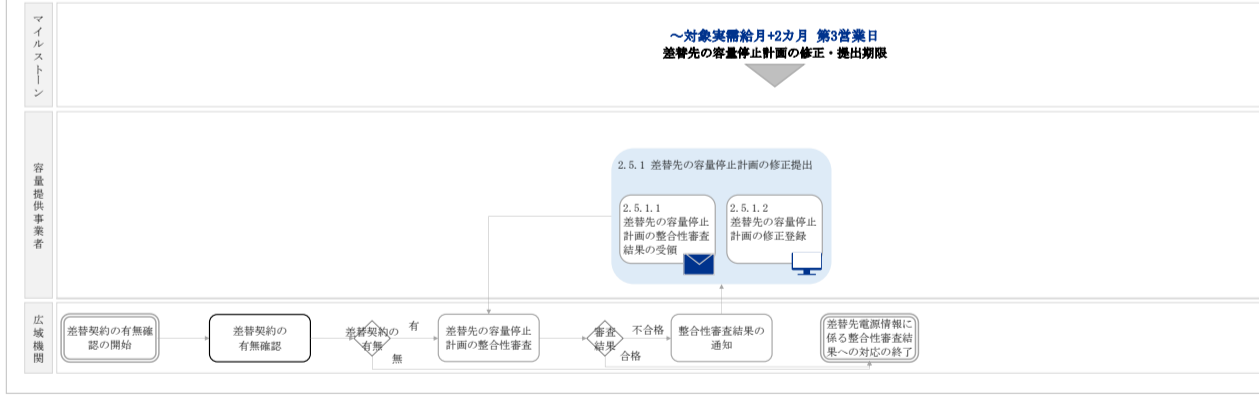 マイルストーン
～対象実需給月+2カ月 第3営業日
差替先の容量停止計画の修正・提出期限
容量提供事業者
2.5.1 差替先の容量停止計画の修正提出
2.5.1.1
差替先の容量停止
計画の整合性審査
結果の受領
2.5.1.2
差替先の容量停止
計画の修正登録
広域機関
差替契約の有無確
認の開始
差替契約の
有無確認
差替契約の
有無
有
無
差替先の容量停止
計画の整合性審査
審査
結果
不合格
合格
整合性審査結果の
通知
差替先電源情報に
係る整合性審査結
果への対応の終了